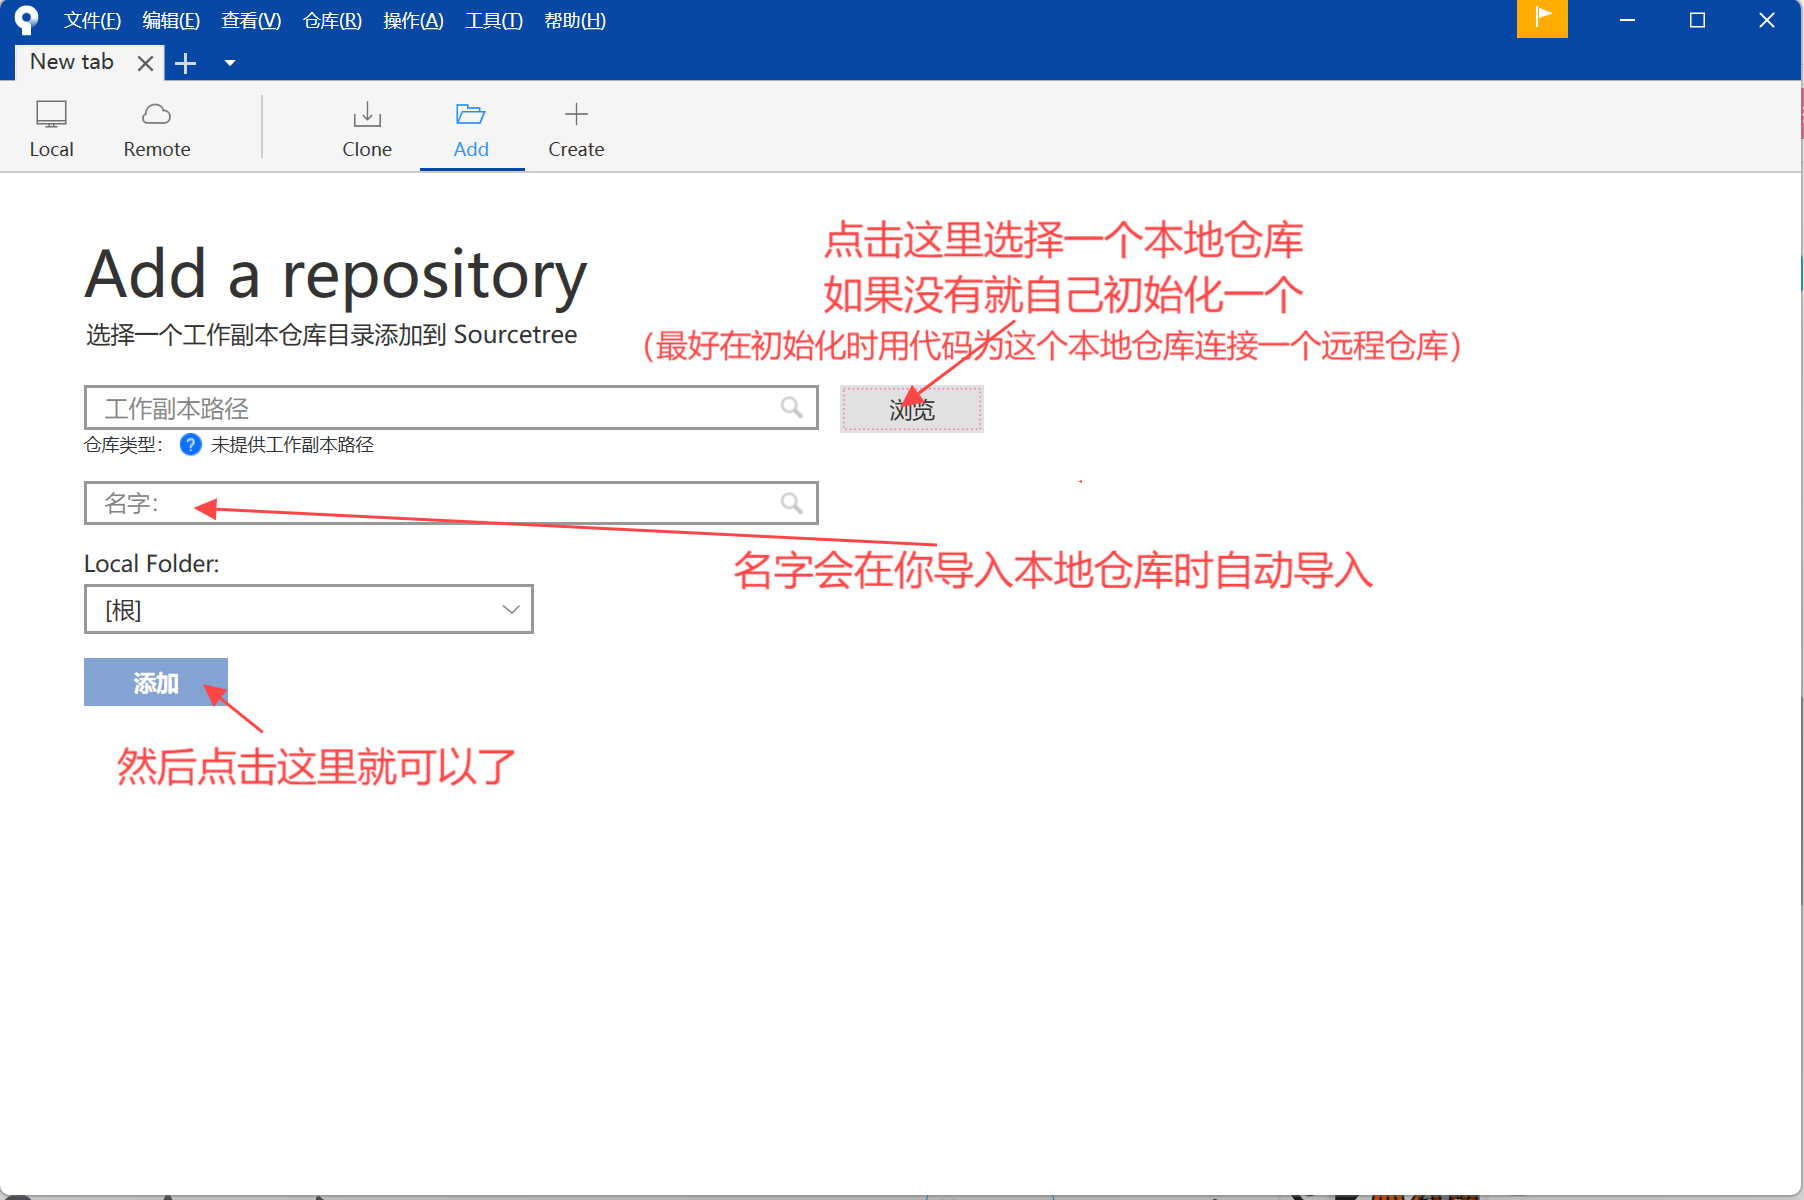 文件(F) 编辑(E) 查看(V) 仓库(R) 操作(A) 工具(T) 帮助(H)
New tab
Local Remote Clone Add Create
点击这里选择一个本地仓库
Add a repository
如果没有就自己初始化一个
选择一个工作副本仓库目录添加到 Sourcetree
（最好在初始化时用代码为这个本地仓库连接一个远程仓库）
工作副本路径
浏览
仓库类型: ? 未提供工作副本路径
名字:
Local Folder:
名字会在你导入本地仓库时自动导入
[根]
添加
然后点击这里就可以了